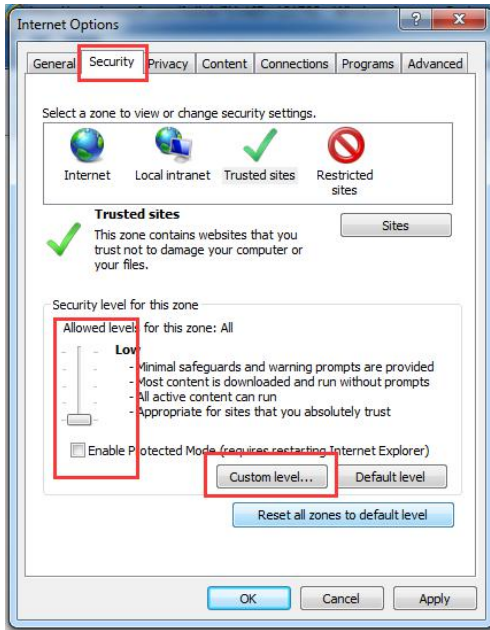 Internet Options
?
X
General Security Privacy Content Connections Programs Advanced
Select a zone to view or change security settings.
Internet Local intranet Trusted sites Restricted
sites
Trusted sites
Sites
This zone contains websites that you
trust not to damage your computer or
your files.
Security level for this zone
Allowed levels for this zone: All
Low
- Minimal safeguards and warning prompts are provided
- Most content is downloaded and run without prompts
- All active content can run
- Appropriate for sites that you absolutely trust
Enable Protected Mode (requires restarting Internet Explorer)
Custom level... Default level
Reset all zones to default level
OK Cancel Apply